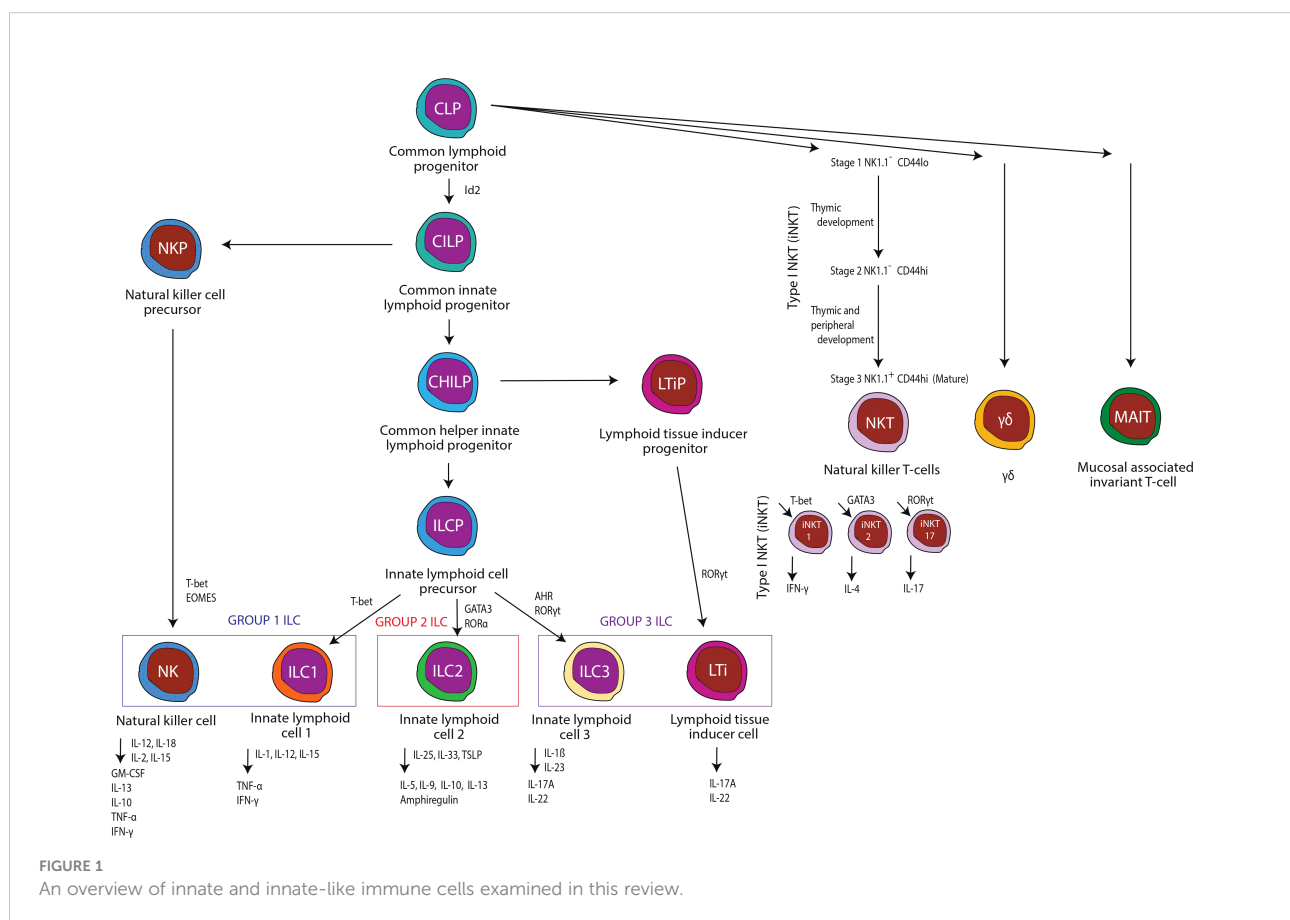 CLP
Common lymphoid
progenitor
Id2
CILP
Common innate
lymphoid progenitor
NKP
Natural killer cell
precursor
CHILP
Common helper innate
lymphoid progenitor
LTiP
Lymphoid tissue inducer
progenitor
ILCP
Innate lymphoid cell
precursor
Stage 1 NK1.1⁻ CD44lo
Thymic
development
Type I NKT (iNKT)
Stage 2 NK1.1⁻ CD44hi
Thymic and
peripheral
development
Stage 3 NK1.1⁺ CD44hi (Mature)
NKT
Natural killer T-cells
γδ
γδ
MAIT
Mucosal associated
invariant T-cell
Type I NKT (iNKT)
T-bet
iNKT
1
IFN-γ
GATA3
iNKT
2
IL-4
RORγt
iNKT
17
IL-17
T-bet
EOMES
T-bet
GATA3
RORα
AHR
RORγt
RORγt
GROUP 1 ILC
GROUP 2 ILC
GROUP 3 ILC
NK
Natural killer cell
IL-12, IL-18
IL-2, IL-15
GM-CSF
IL-13
IL-10
TNF-α
IFN-γ
ILC1
Innate lymphoid
cell 1
IL-1, IL-12, IL-15
TNF-α
IFN-γ
ILC2
Innate lymphoid
cell 2
IL-25, IL-33, TSLP
IL-5, IL-9, IL-10, IL-13
Amphiregulin
ILC3
Innate lymphoid
cell 3
IL-1ß
IL-23
IL-17A
IL-22
LTi
Lymphoid tissue
inducer cell
IL-17A
IL-22
FIGURE 1
An overview of innate and innate-like immune cells examined in this review.